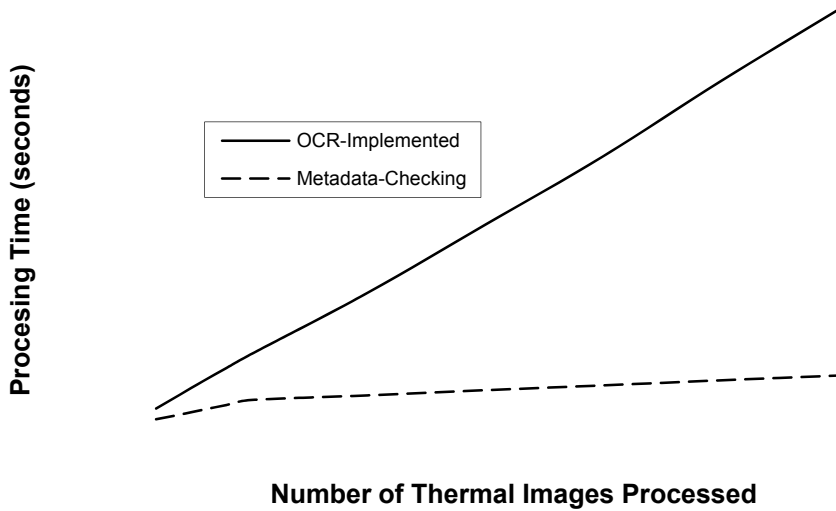 Procesing Time (seconds)
OCR-Implemented
Metadata-Checking
Number of Thermal Images Processed